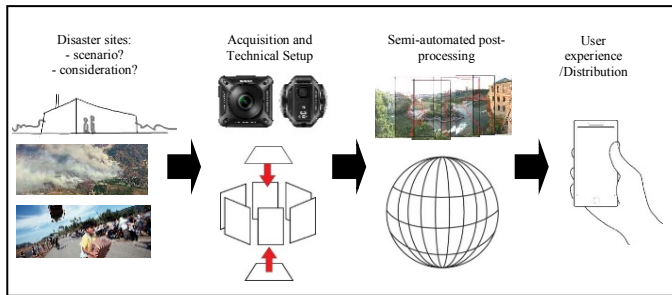 Disaster sites:
- scenario?
- consideration?
Acquisition and
Technical Setup
Semi-automated post-
processing
User
experience
/Distribution